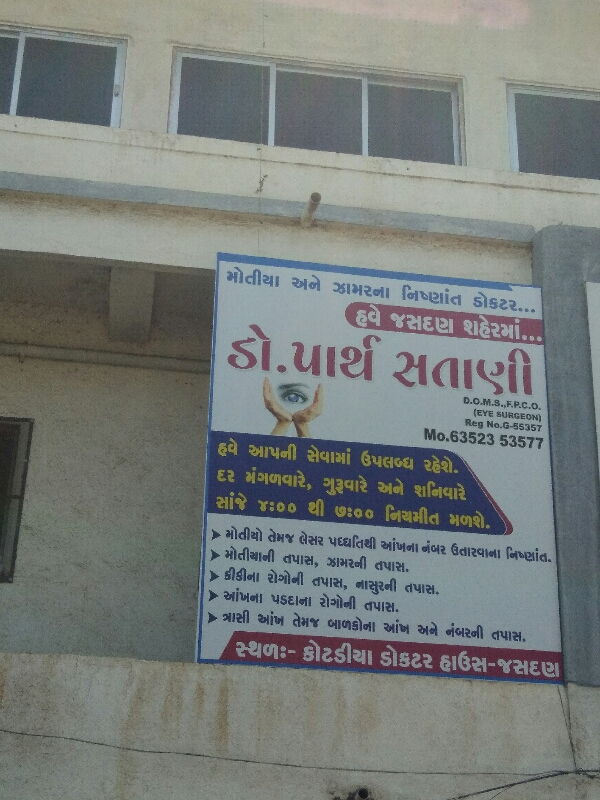 મોતીયા અને ઝામરના નિષ્ણાંત ડોકટર...
હવે જસદણ શહેરમાં...
ડો.પાર્થ સતાણી
D.O.M.S.,F.P.C.O.
(EYE SURGEON)
Reg No.G-55357
Mo.63523 53577
હવે આપની સેવામાં ઉપલબ્ધ રહેશે.
દર મંગળવારે, ગુરૂવારે અને શનિવારે
સાંજે ૪:૦૦ થી ૭:૦૦ નિયમીત મળશે.
➤ મોતીયો તેમજ લેસર પધ્ધતિથી આંખના નંબર ઉતારવાના નિષ્ણાંત.
➤ મોતીયાની તપાસ, ઝામરની તપાસ.
➤ કીકીના રોગોની તપાસ, નાસુરની તપાસ.
➤ આંખના પડદાના રોગોની તપાસ.
➤ ત્રાસી આંખ તેમજ બાળકોના આંખ અને નંબરની તપાસ.
સ્થળઃ- કોટડીયા ડોકટર હાઉસ-જસદણ